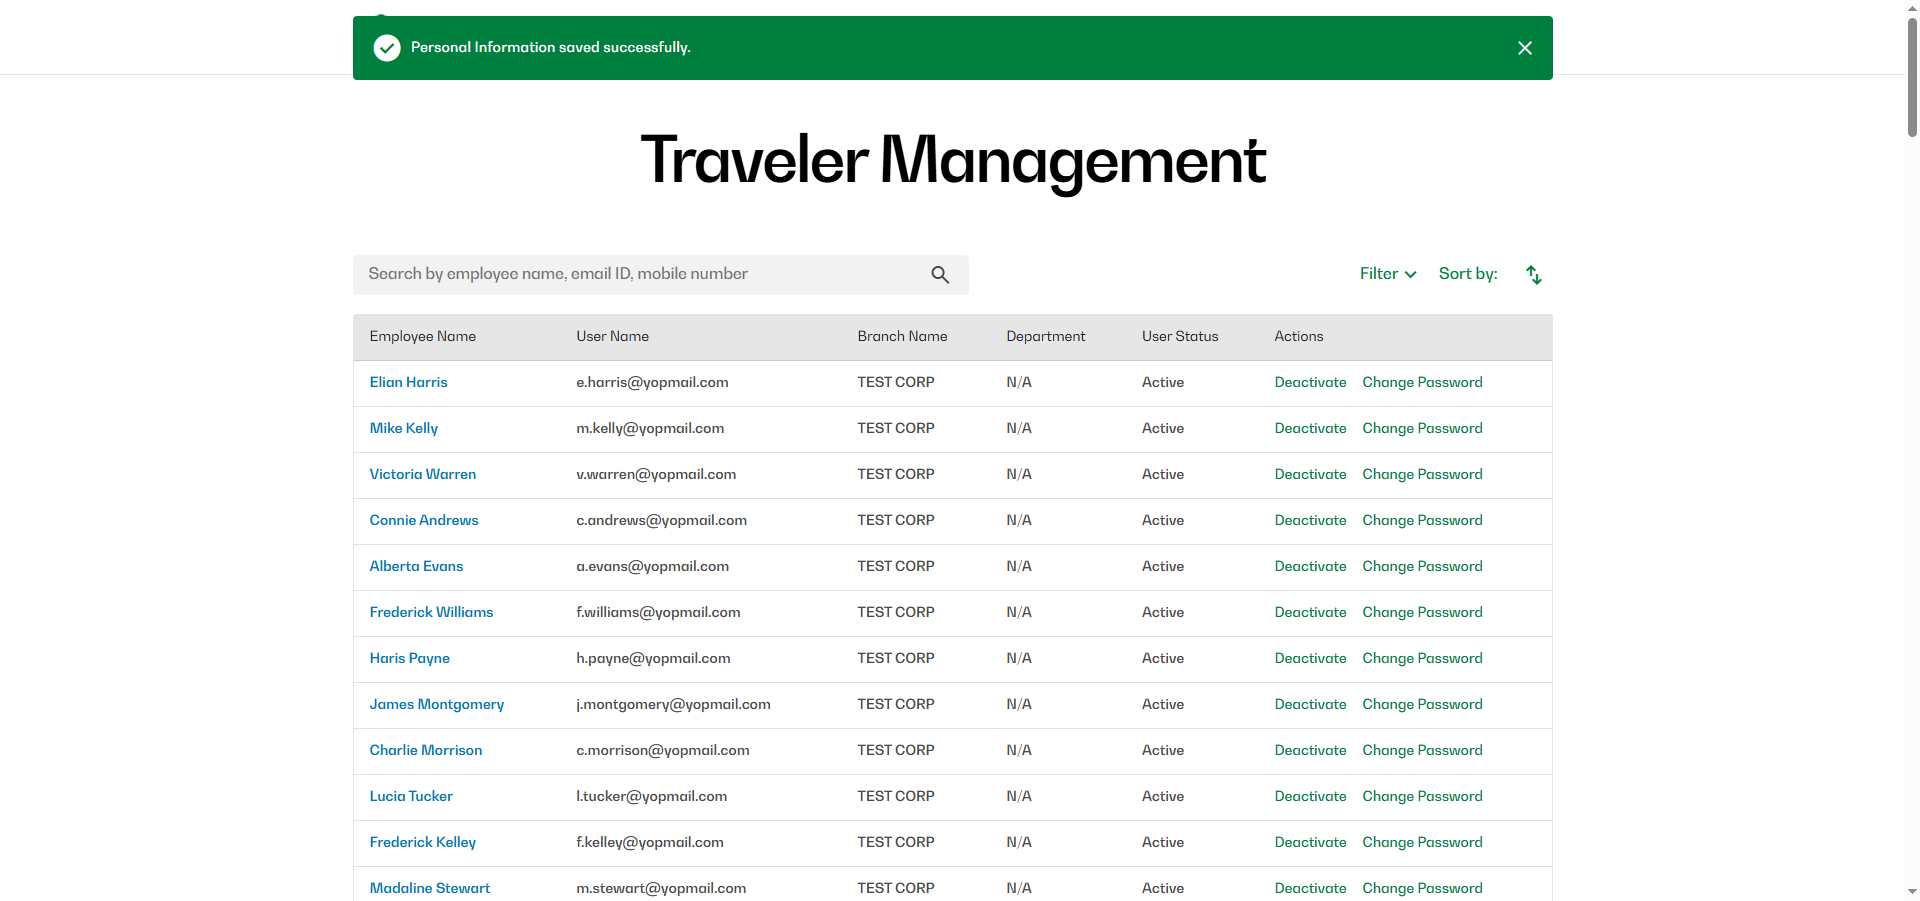 Personal Information saved successfully.
Traveler Management
Search by employee name, email ID, mobile number
Filter Sort by:
Employee Name User Name Branch Name Department User Status Actions
Elian Harris e.harris@yopmail.com TEST CORP N/A Active Deactivate Change Password
Mike Kelly m.kelly@yopmail.com TEST CORP N/A Active Deactivate Change Password
Victoria Warren v.warren@yopmail.com TEST CORP N/A Active Deactivate Change Password
Connie Andrews c.andrews@yopmail.com TEST CORP N/A Active Deactivate Change Password
Alberta Evans a.evans@yopmail.com TEST CORP N/A Active Deactivate Change Password
Frederick Williams f.williams@yopmail.com TEST CORP N/A Active Deactivate Change Password
Haris Payne h.payne@yopmail.com TEST CORP N/A Active Deactivate Change Password
James Montgomery j.montgomery@yopmail.com TEST CORP N/A Active Deactivate Change Password
Charlie Morrison c.morrison@yopmail.com TEST CORP N/A Active Deactivate Change Password
Lucia Tucker l.tucker@yopmail.com TEST CORP N/A Active Deactivate Change Password
Frederick Kelley f.kelley@yopmail.com TEST CORP N/A Active Deactivate Change Password
Madaline Stewart m.stewart@yopmail.com TEST CORP N/A Active Deactivate Change Password